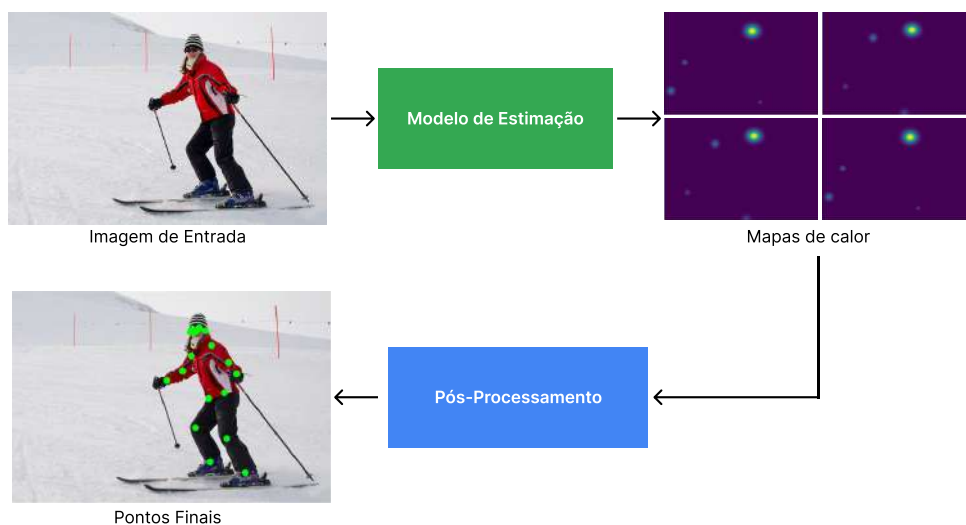 Modelo de Estimação
Imagem de Entrada
Mapas de calor
Pós-Processamento
Pontos Finais